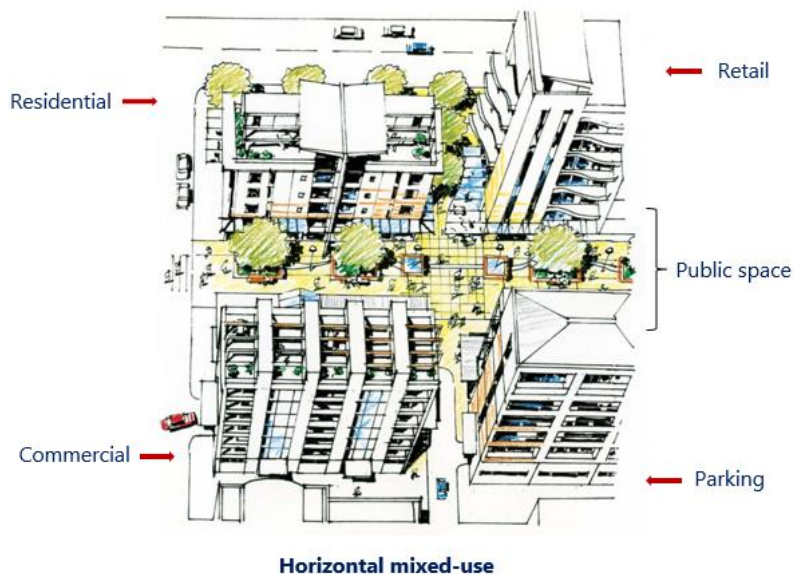 Retail
Residential
Public space
Commercial
Parking
Horizontal mixed-use